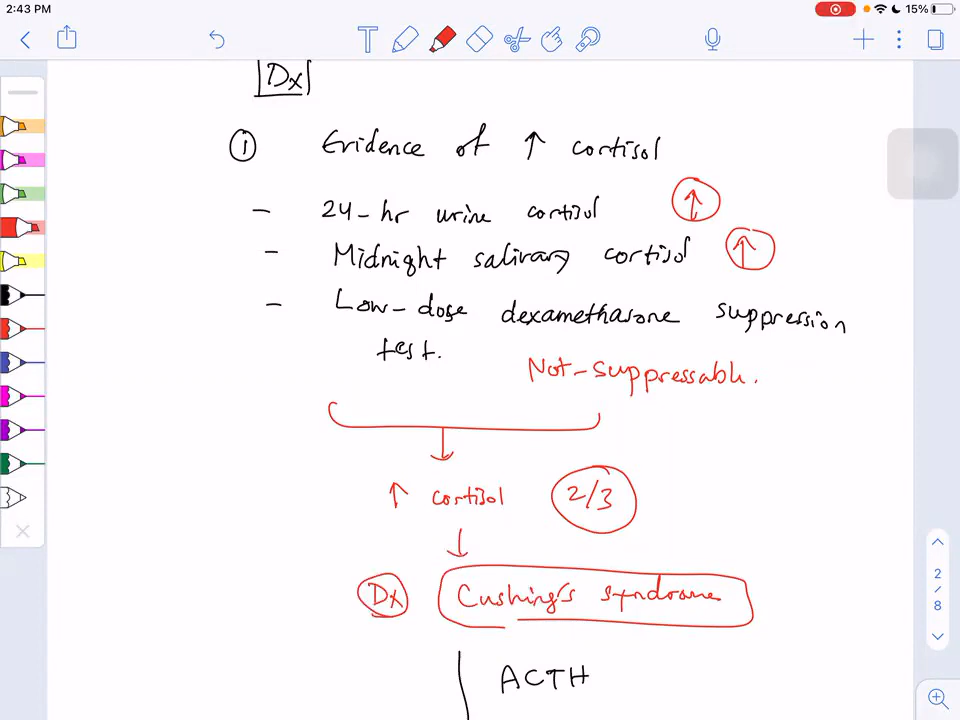 2:43 PM
15%
T
Dx
① Evidence of ↑ cortisol
- 24-hr urine cortisol ↑
- Midnight salivary cortisol ↑
- Low-dose dexamethasone suppression
test.
Not-suppressable.
↑ cortisol 2/3
Dx Cushing's syndrome
ACTH
2
/
8